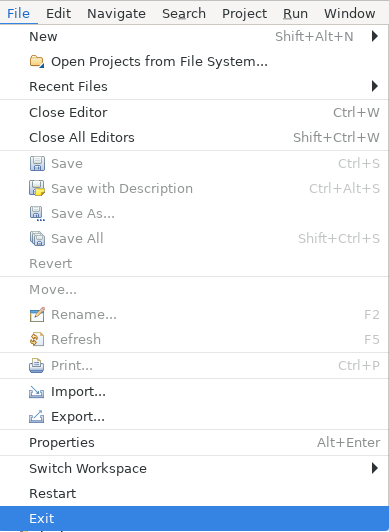 File Edit Navigate Search Project Run Window
New Shift+Alt+N
Open Projects from File System...
Recent Files
Close Editor Ctrl+W
Close All Editors Shift+Ctrl+W
Save Ctrl+S
Save with Description Ctrl+Alt+S
Save As...
Save All Shift+Ctrl+S
Revert
Move...
Rename... F2
Refresh F5
Print... Ctrl+P
Import...
Export...
Properties Alt+Enter
Switch Workspace
Restart
Exit